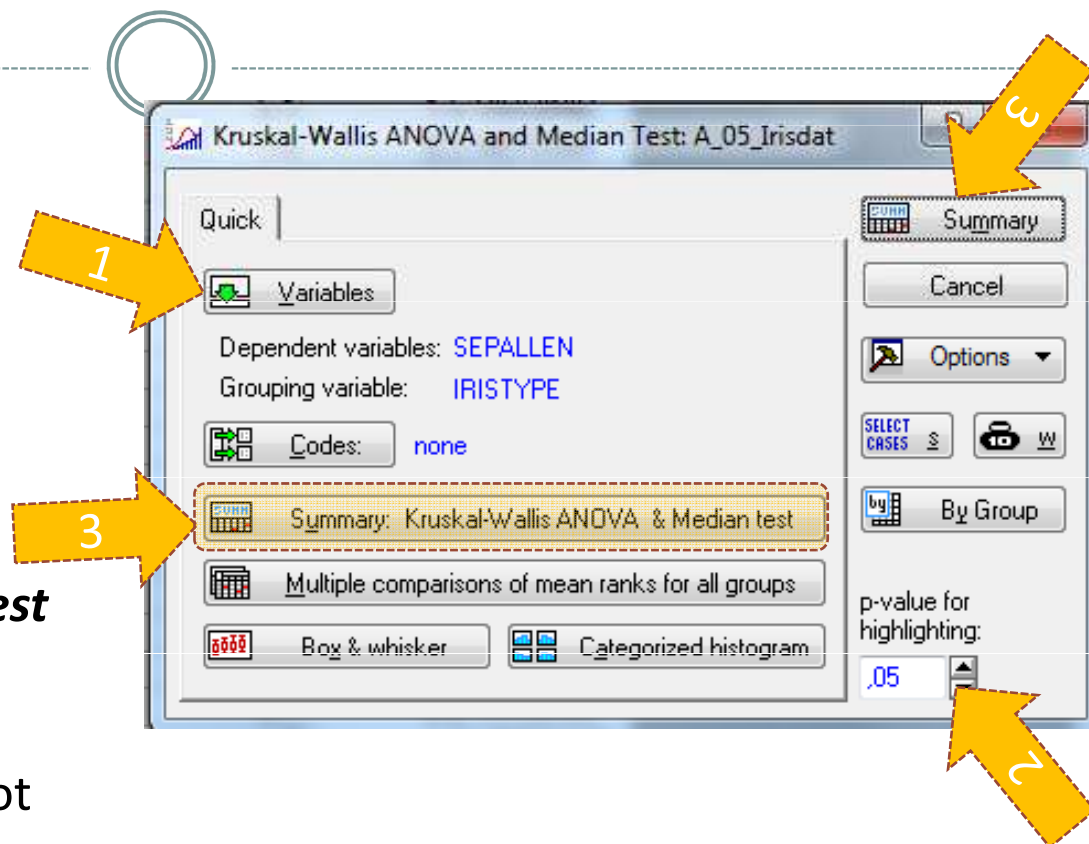 Kruskal-Wallis ANOVA and Median Test: A_05_Irisdat
3
Quick
Summary
1
Variables
Cancel
Dependent variables: SEPALLEN
Options
Grouping variable: IRISTYPE
Codes: none
SELECT CASES S
W
3
Summary: Kruskal-Wallis ANOVA & Median test
By Group
Multiple comparisons of mean ranks for all groups
est
p-value for
highlighting:
Box & whisker
Categorized histogram
,05
2
ot